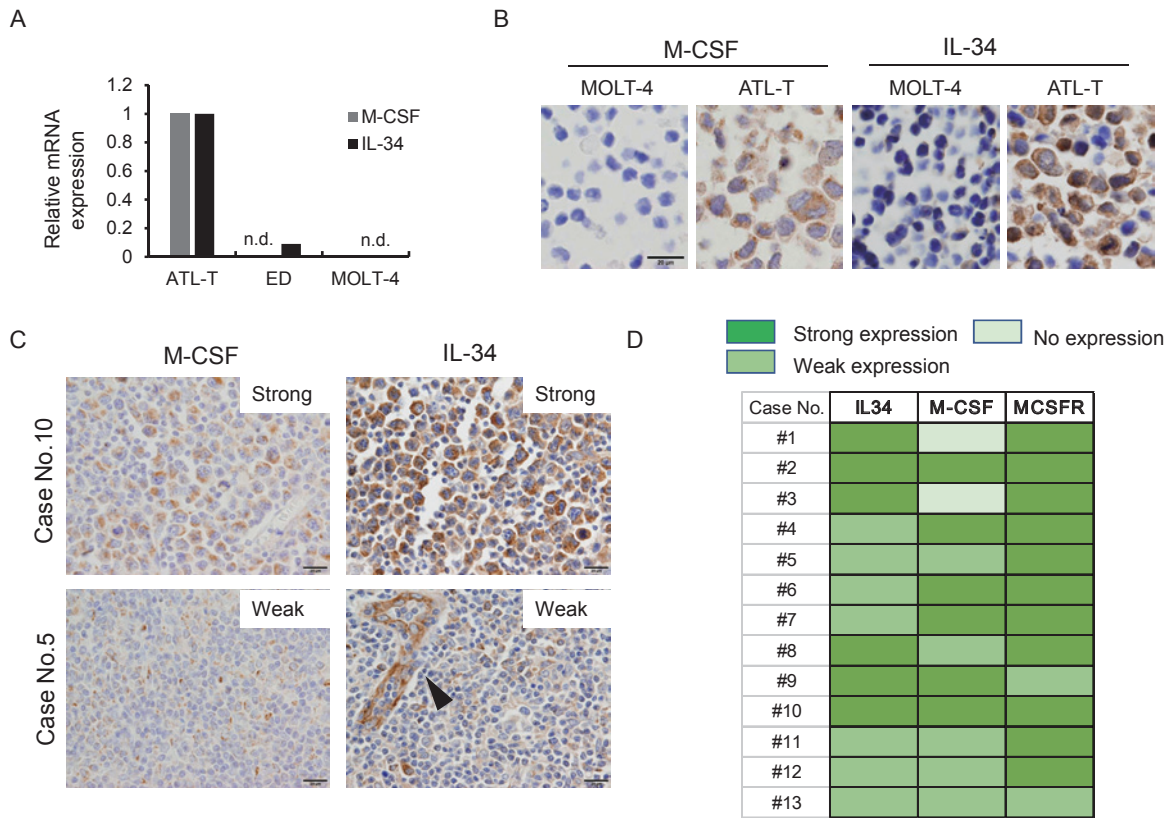 A
Relative mRNA
expression
1.2
1
0.8
0.6
0.4
0.2
0
M-CSF
IL-34
n.d.
n.d.
ATL-T ED MOLT-4
B
M-CSF IL-34
MOLT-4 ATL-T MOLT-4 ATL-T
20 μm
C
M-CSF IL-34
Case No.10
Strong Strong
Case No.5
Weak Weak
D
Strong expression No expression
Weak expression
Case No. IL34 M-CSF MCSFR
#1
#2
#3
#4
#5
#6
#7
#8
#9
#10
#11
#12
#13